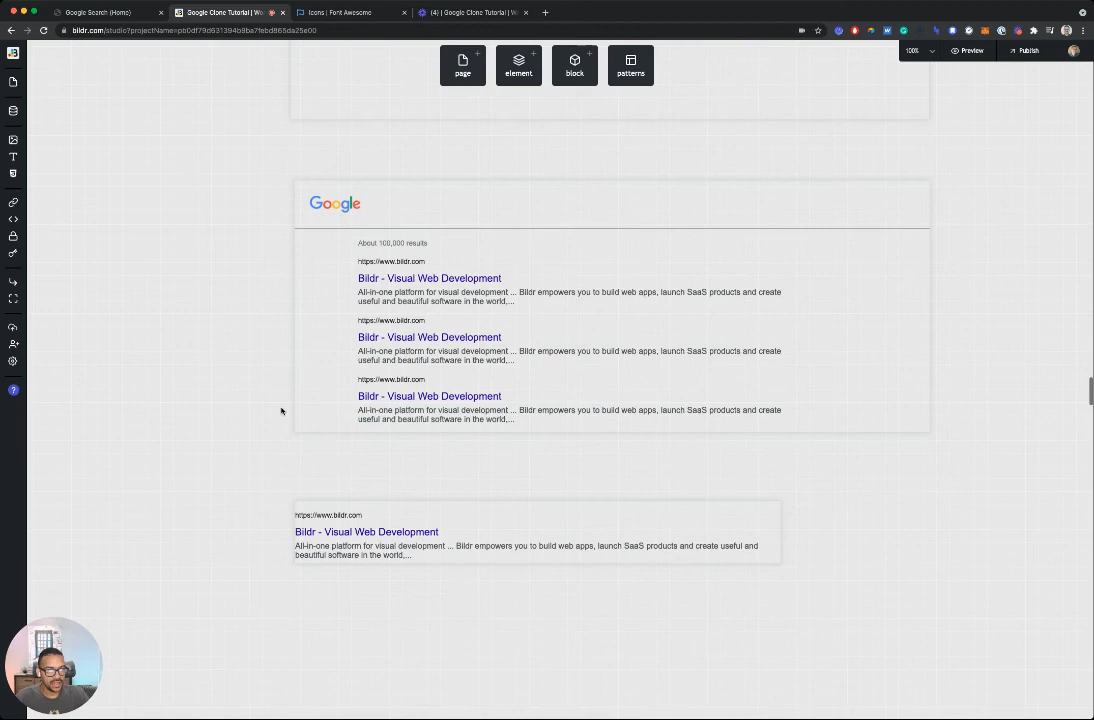 Google Search (Home)
Google Clone Tutorial | W
Icons | Font Awesome
(4) | Google Clone Tutorial | W
bildr.com/studio?projectName=pb0df79d631394b9ba7febd865da25e00
page
element
block
patterns
100%
Preview
Publish
Google
About 100,000 results
https://www.bildr.com
Bildr - Visual Web Development
All-in-one platform for visual development ... Bildr empowers you to build web apps, launch SaaS products and create
useful and beautiful software in the world,...
https://www.bildr.com
Bildr - Visual Web Development
All-in-one platform for visual development ... Bildr empowers you to build web apps, launch SaaS products and create
useful and beautiful software in the world,...
https://www.bildr.com
Bildr - Visual Web Development
All-in-one platform for visual development ... Bildr empowers you to build web apps, launch SaaS products and create
useful and beautiful software in the world,...
https://www.bildr.com
Bildr - Visual Web Development
All-in-one platform for visual development ... Bildr empowers you to build web apps, launch SaaS products and create useful and
beautiful software in the world,...